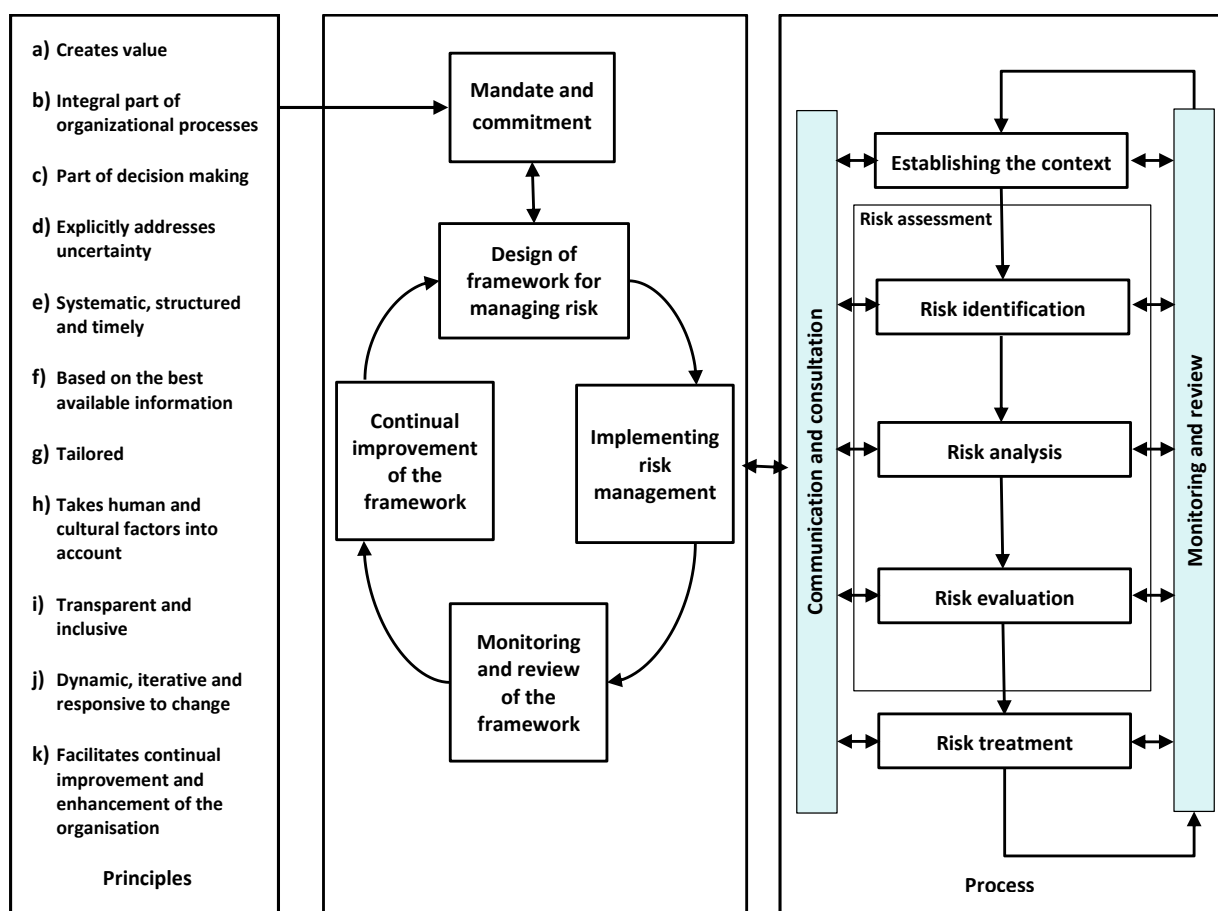 a) Creates value
b) Integral part of
organizational processes
c) Part of decision making
d) Explicitly addresses
uncertainty
e) Systematic, structured
and timely
f) Based on the best
available information
g) Tailored
h) Takes human and
cultural factors into
account
i) Transparent and
inclusive
j) Dynamic, iterative and
responsive to change
k) Facilitates continual
improvement and
enhancement of the
organisation
Principles
Mandate and
commitment
Design of
framework for
managing risk
Continual
improvement
of the
framework
Implementing
risk
management
Monitoring
and review
of the
framework
Communication and consultation
Establishing the context
Risk assessment
Risk identification
Risk analysis
Risk evaluation
Risk treatment
Monitoring and review
Process